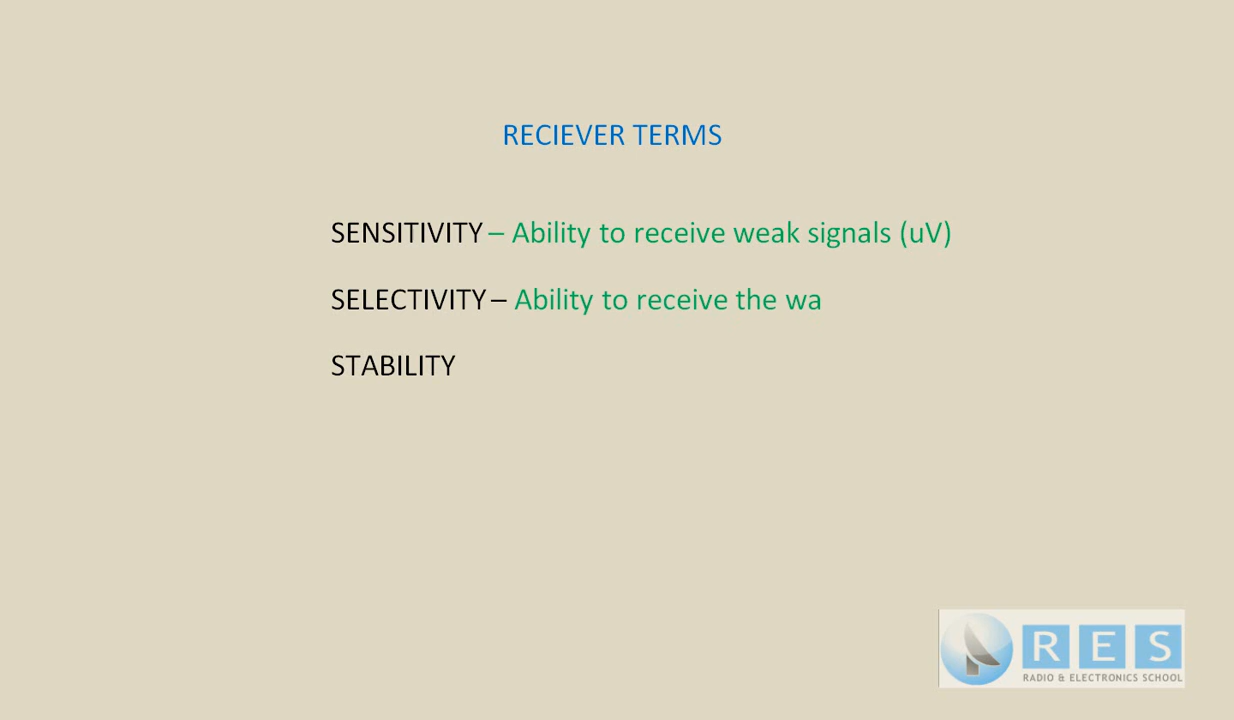 RECIEVER TERMS
SENSITIVITY – Ability to receive weak signals (uV)
SELECTIVITY – Ability to receive the wa
STABILITY
R E S
RADIO & ELECTRONICS SCHOOL